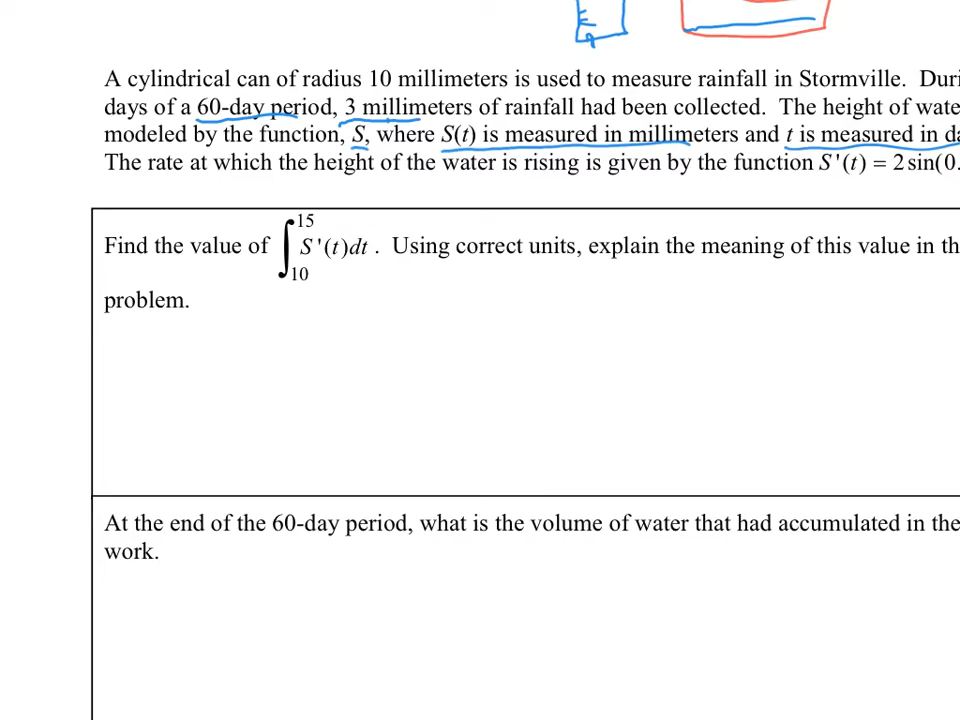 A cylindrical can of radius 10 millimeters is used to measure rainfall in Stormville. Duri
days of a 60-day period, 3 millimeters of rainfall had been collected. The height of wate
modeled by the function, S, where S(t) is measured in millimeters and t is measured in da
The rate at which the height of the water is rising is given by the function S'(t) = 2sin(0.
Find the value of ∫₁₀¹⁵ S'(t)dt . Using correct units, explain the meaning of this value in th
problem.
At the end of the 60-day period, what is the volume of water that had accumulated in the
work.